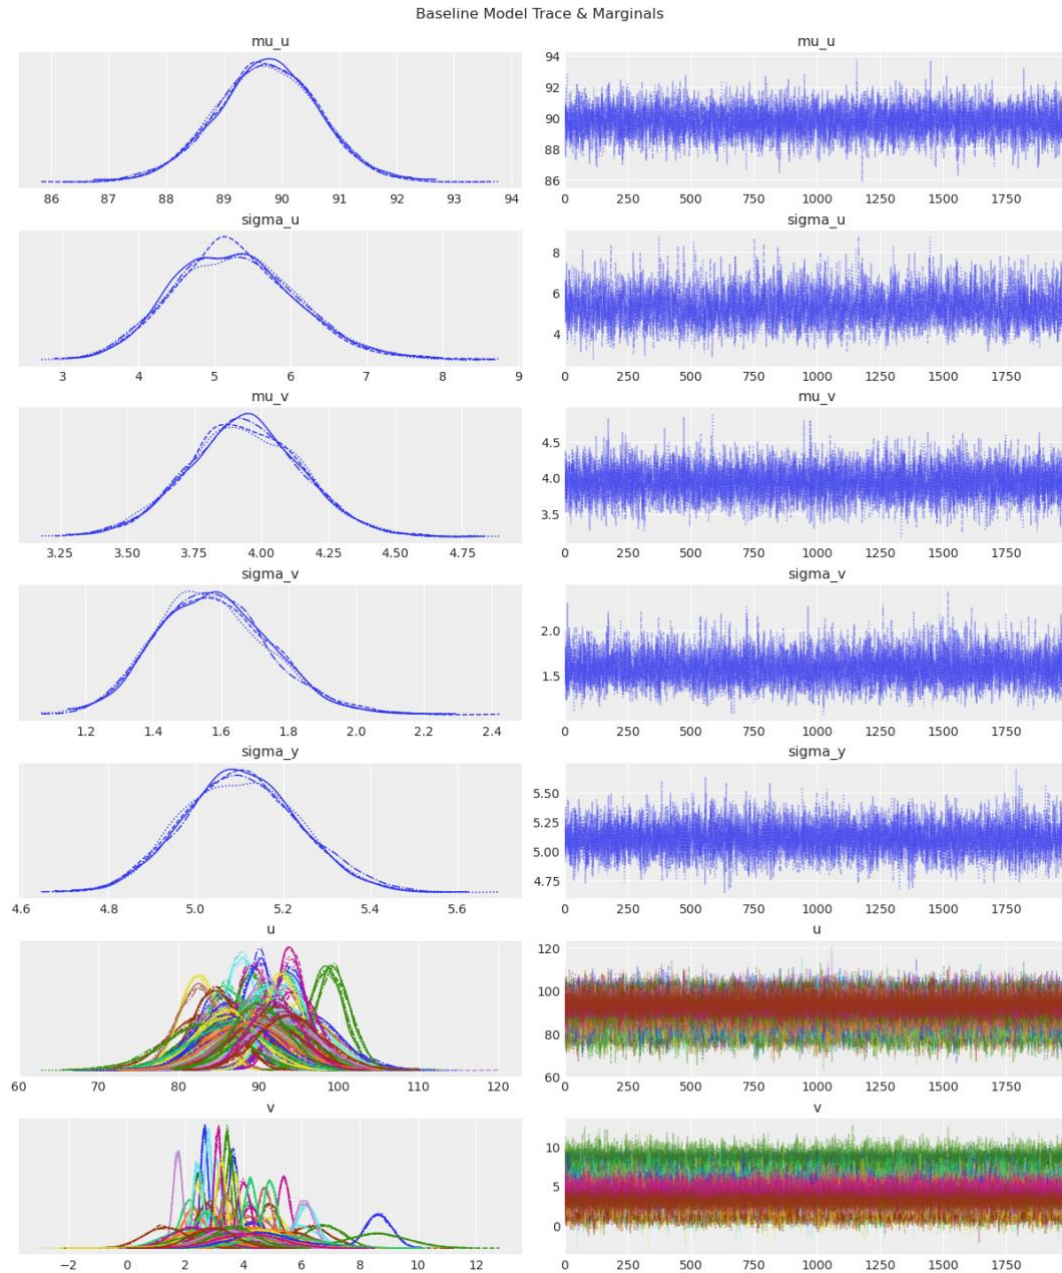 Baseline Model Trace & Marginals
mu_u mu_u
94
92
90
88
86
86 87 88 89 90 91 92 93 94 0 250 500 750 1000 1250 1500 1750
sigma_u sigma_u
8
6
4
3 4 5 6 7 8 9 0 250 500 750 1000 1250 1500 1750
mu_v mu_v
4.5
4.0
3.5
3.25 3.50 3.75 4.00 4.25 4.50 4.75 0 250 500 750 1000 1250 1500 1750
sigma_v sigma_v
2.0
1.5
1.2 1.4 1.6 1.8 2.0 2.2 2.4 0 250 500 750 1000 1250 1500 1750
sigma_y sigma_y
5.50
5.25
5.00
4.75
4.6 4.8 5.0 5.2 5.4 5.6 0 250 500 750 1000 1250 1500 1750
u u
120
100
80
60
60 70 80 90 100 110 120 0 250 500 750 1000 1250 1500 1750
v v
10
5
0
−2 0 2 4 6 8 10 12 0 250 500 750 1000 1250 1500 1750